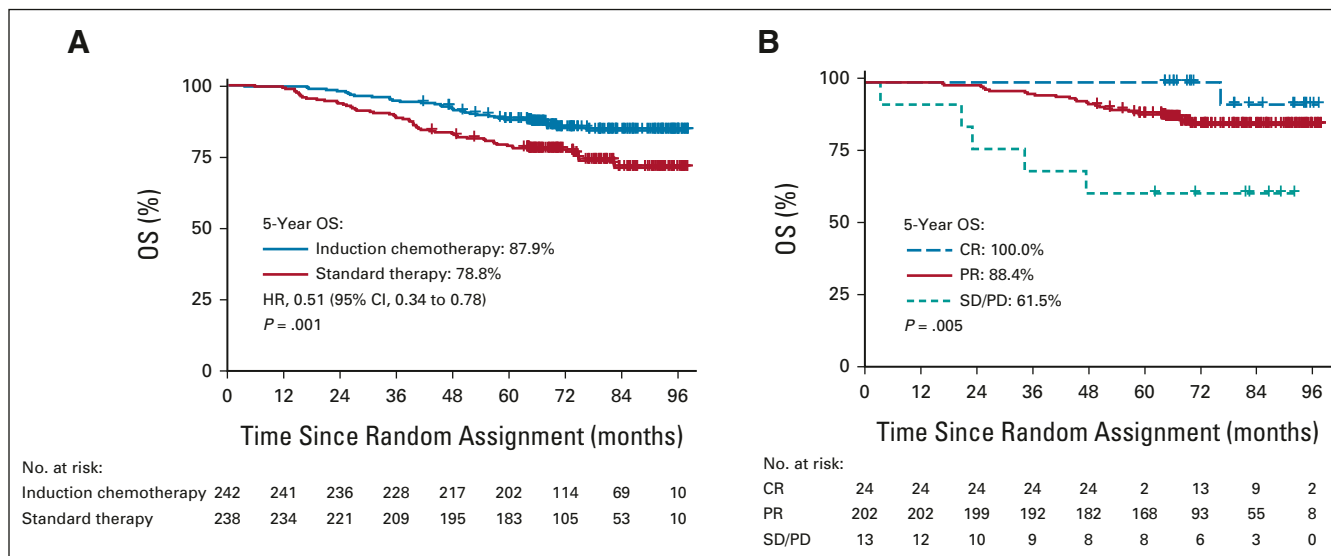 A
100
75
50
25
0
OS (%)
5-Year OS:
Induction chemotherapy: 87.9%
Standard therapy: 78.8%
HR, 0.51 (95% CI, 0.34 to 0.78)
P = .001
0 12 24 36 48 60 72 84 96
Time Since Random Assignment (months)
No. at risk:
Induction chemotherapy 242 241 236 228 217 202 114 69 10
Standard therapy 238 234 221 209 195 183 105 53 10
B
100
75
50
25
0
OS (%)
5-Year OS:
CR: 100.0%
PR: 88.4%
SD/PD: 61.5%
P = .005
0 12 24 36 48 60 72 84 96
Time Since Random Assignment (months)
No. at risk:
CR 24 24 24 24 24 2 13 9 2
PR 202 202 199 192 182 168 93 55 8
SD/PD 13 12 10 9 8 8 6 3 0